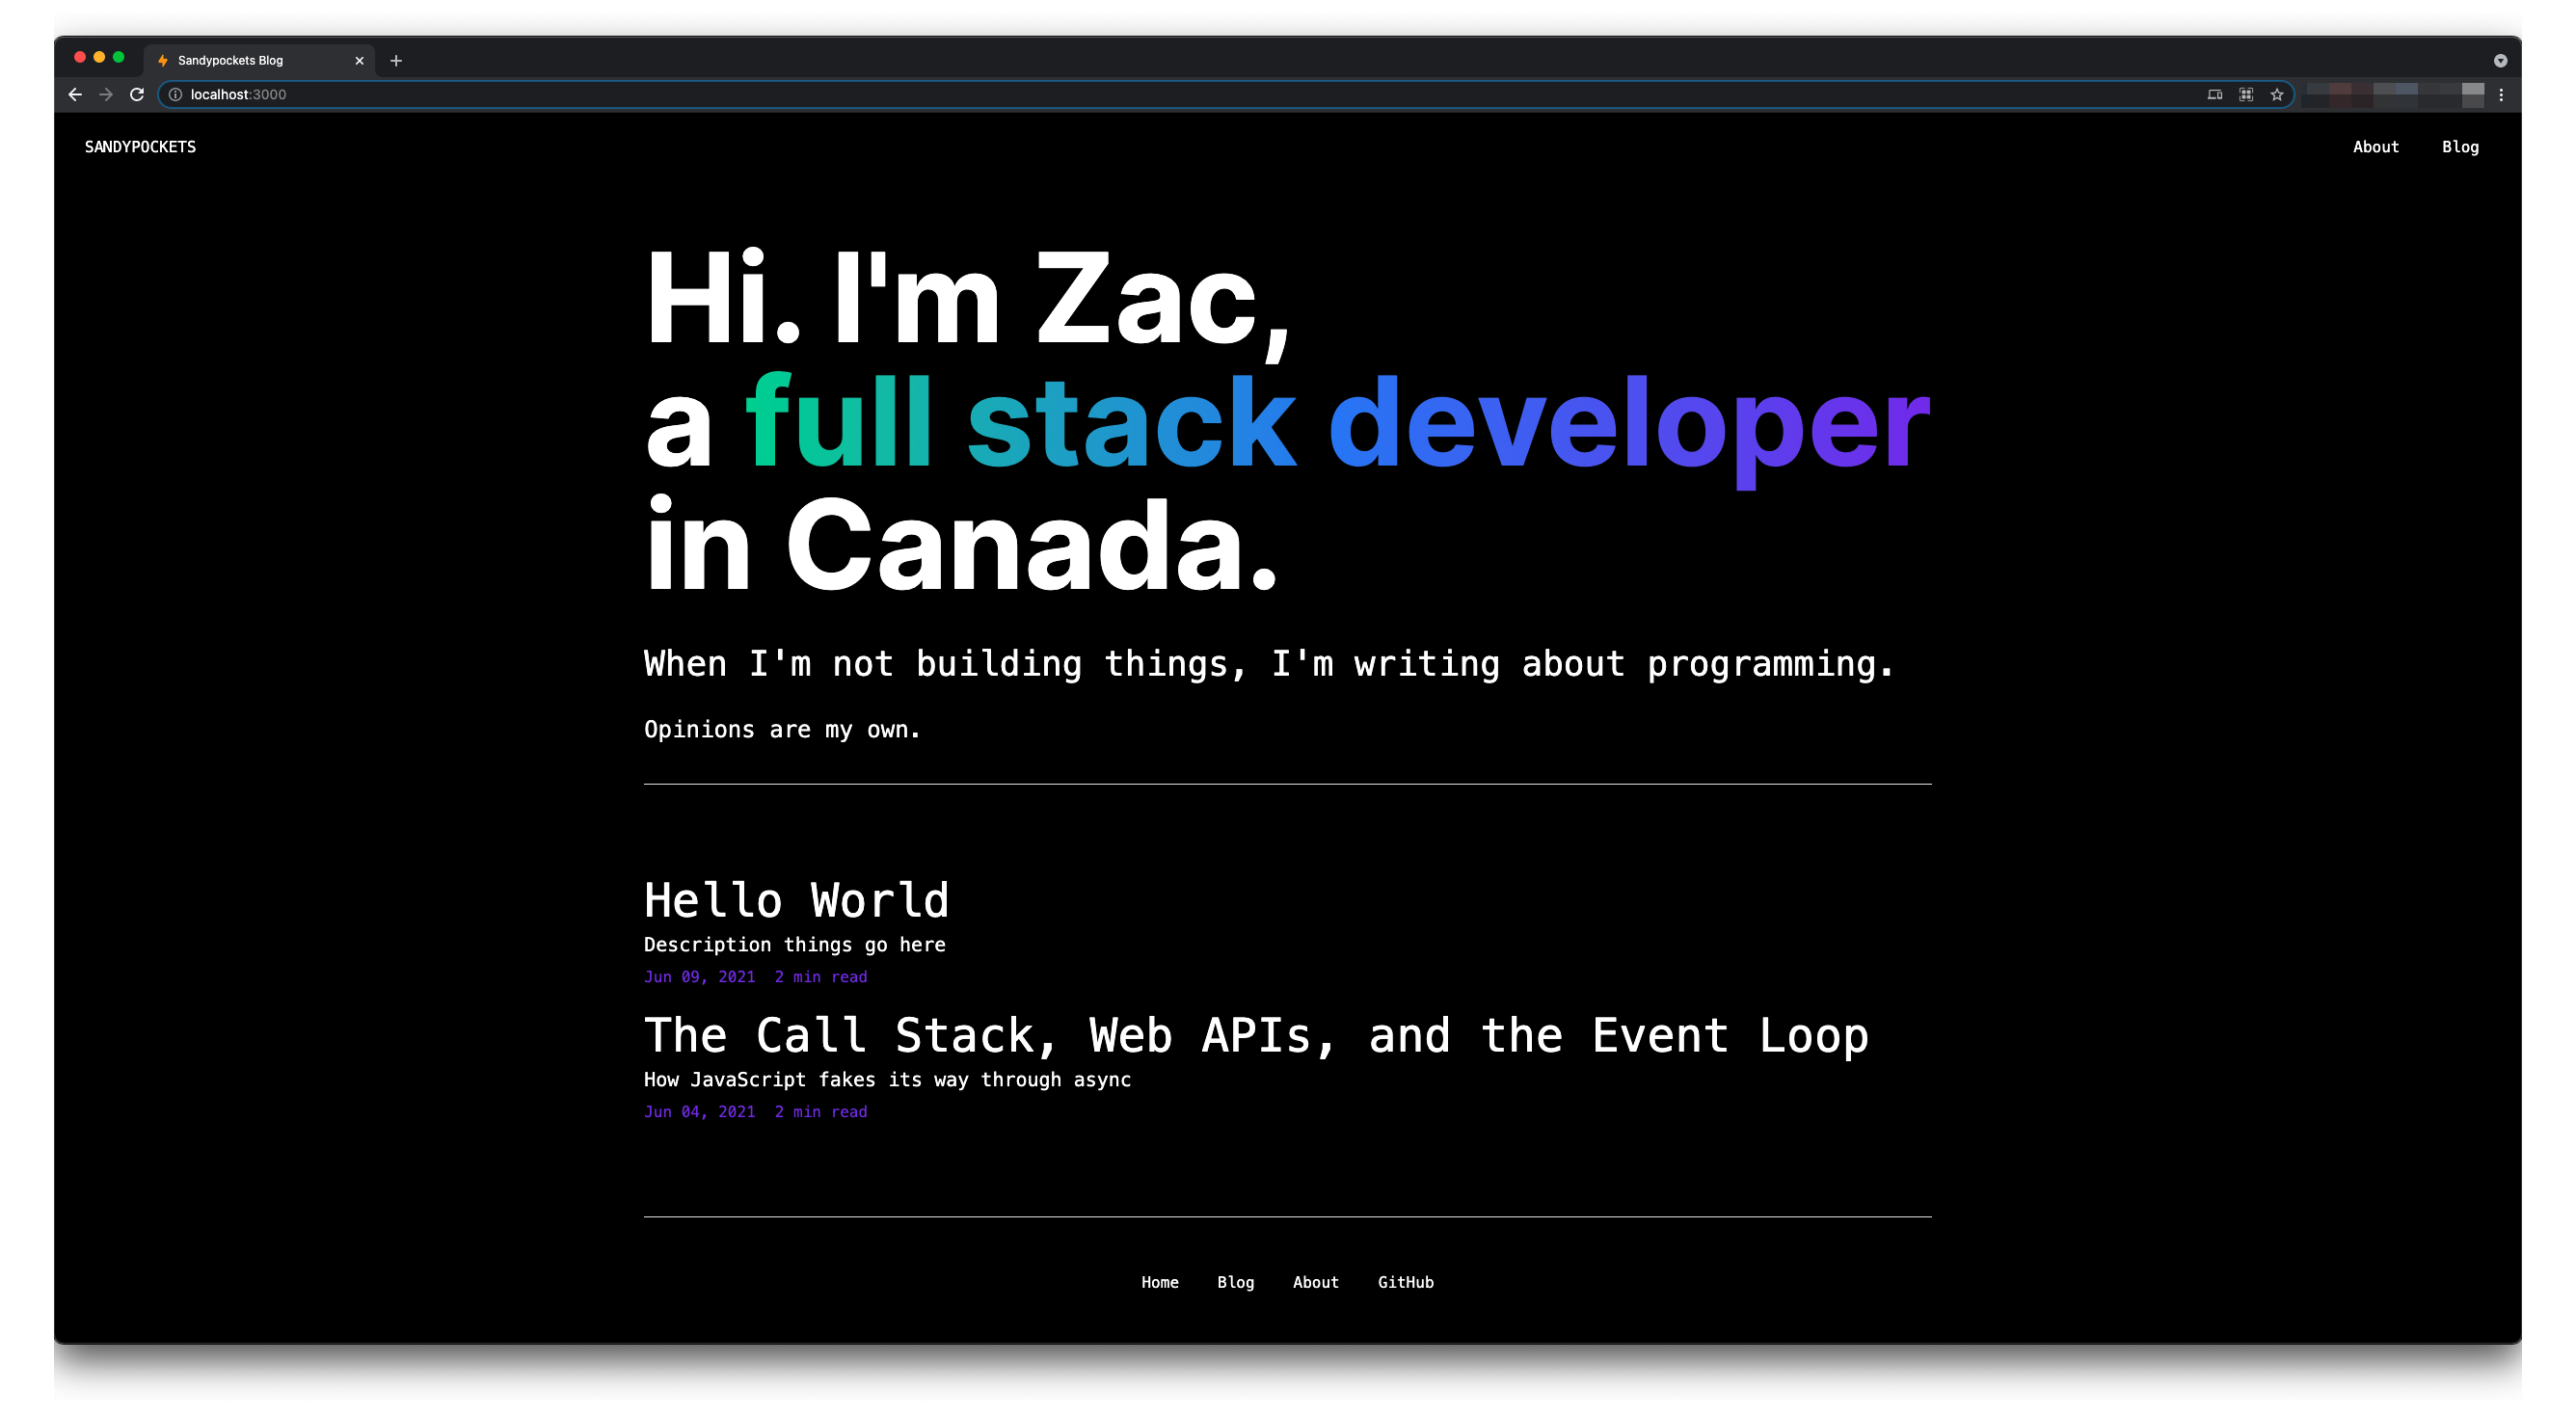 Sandypockets Blog
localhost:3000
SANDYPOCKETS
About Blog
Hi. I'm Zac,
a full stack developer
in Canada.
When I'm not building things, I'm writing about programming.
Opinions are my own.
Hello World
Description things go here
Jun 09, 2021 2 min read
The Call Stack, Web APIs, and the Event Loop
How JavaScript fakes its way through async
Jun 04, 2021 2 min read
Home Blog About GitHub